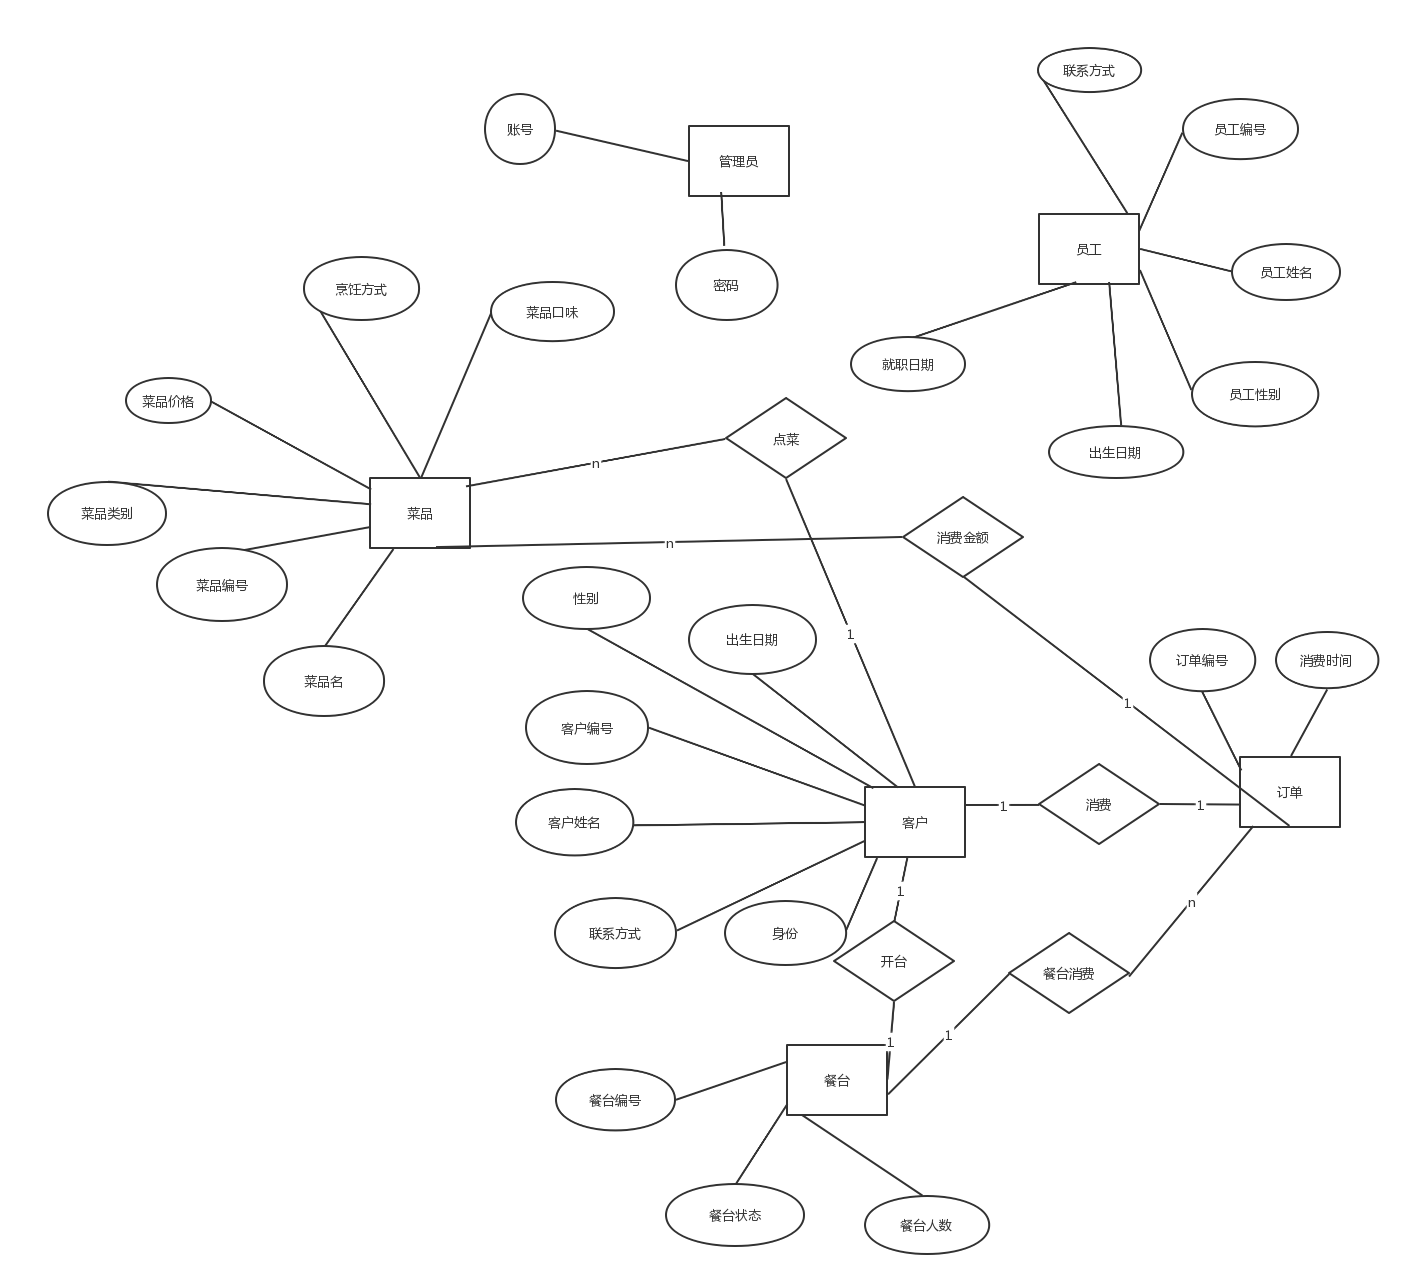 联系方式
账号
员工编号
管理员
员工
员工姓名
密码
烹饪方式
菜品口味
就职日期
员工性别
菜品价格
点菜
出生日期
n
菜品类别
菜品
消费金额
n
菜品编号
性别
1
出生日期
订单编号
消费时间
菜品名
1
客户编号
订单
客户姓名
客户
1
消费
1
1
n
联系方式
身份
开台
餐台消费
1
1
餐台
餐台编号
餐台状态
餐台人数